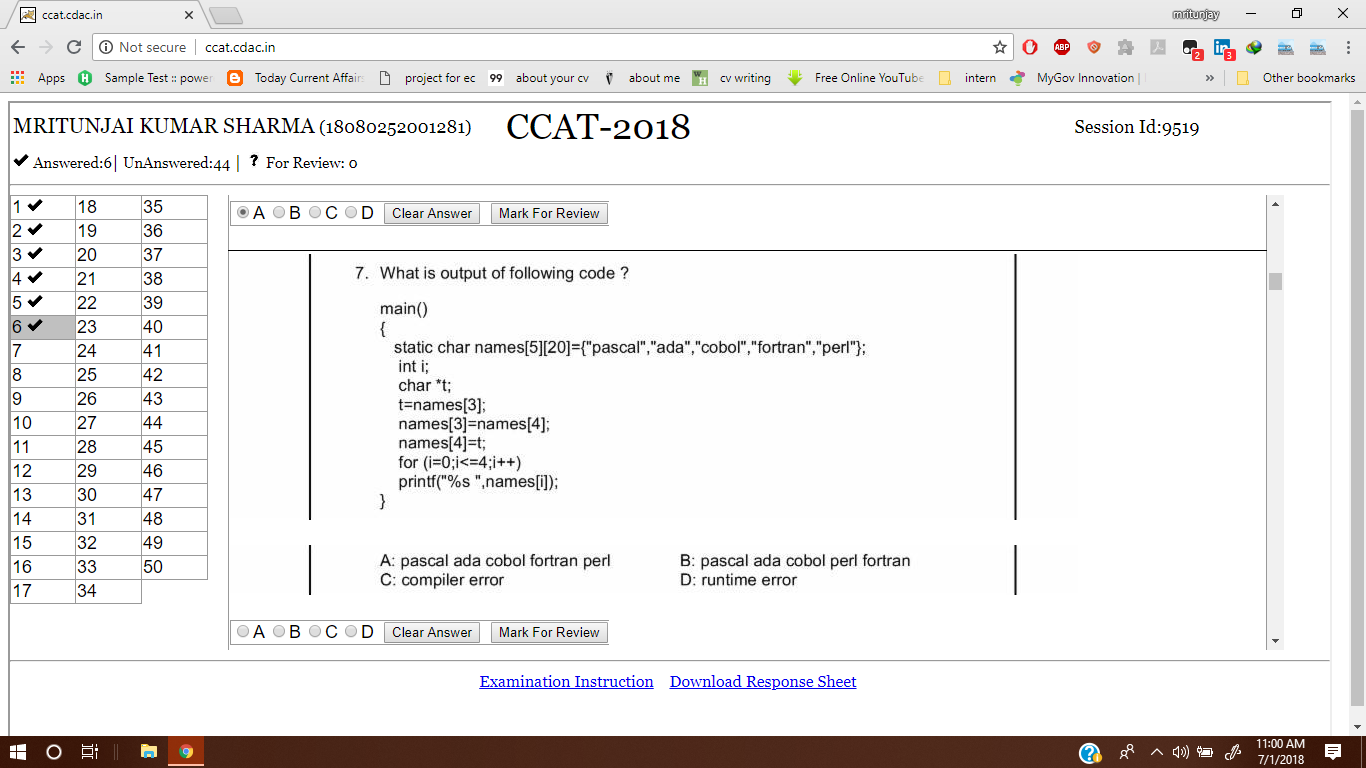 ccat.cdac.in
mritunjay
Not secure ccat.cdac.in
ABP 2 in 3
Apps Sample Test :: power Today Current Affair project for ec 99 about your cv about me cv writing Free Online YouTube intern MyGov Innovation | » Other bookmarks
MRITUNJAI KUMAR SHARMA (18080252001281) CCAT-2018 Session Id:9519
✔ Answered:6| UnAnswered:44 | ? For Review: 0
1 ✔ 18 35
2 ✔ 19 36
3 ✔ 20 37
4 ✔ 21 38
5 ✔ 22 39
6 ✔ 23 40
7 24 41
8 25 42
9 26 43
10 27 44
11 28 45
12 29 46
13 30 47
14 31 48
15 32 49
16 33 50
17 34
A B C D Clear Answer Mark For Review
7. What is output of following code ?
main()
{
static char names[5][20]={"pascal","ada","cobol","fortran","perl"};
int i;
char *t;
t=names[3];
names[3]=names[4];
names[4]=t;
for (i=0;i<=4;i++)
printf("%s ",names[i]);
}
A: pascal ada cobol fortran perl B: pascal ada cobol perl fortran
C: compiler error D: runtime error
A B C D Clear Answer Mark For Review
Examination Instruction Download Response Sheet
11:00 AM
7/1/2018